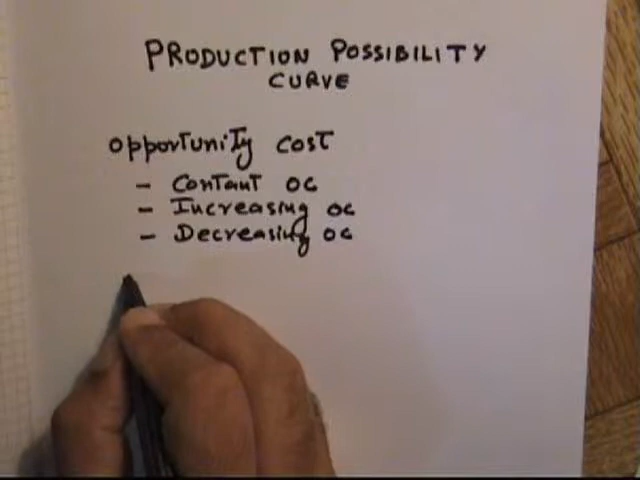 PRODUCTION POSSIBILITY
CURVE
opportunity cost
- Contant OC
- Increasing OC
- Decreasing OC